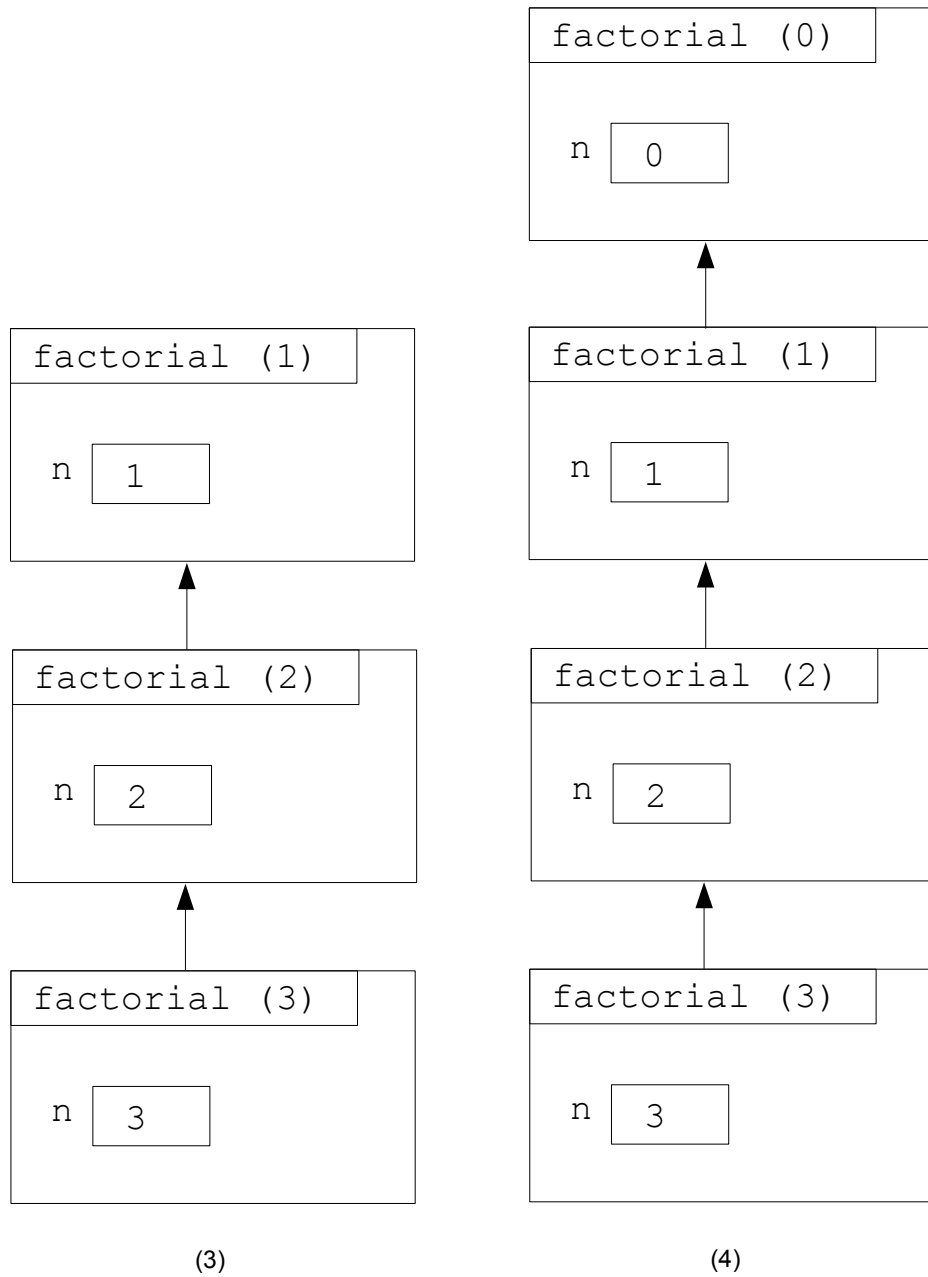 factorial (1)
n 1
factorial (2)
n 2
factorial (3)
n 3
(3)
factorial (0)
n 0
factorial (1)
n 1
factorial (2)
n 2
factorial (3)
n 3
(4)